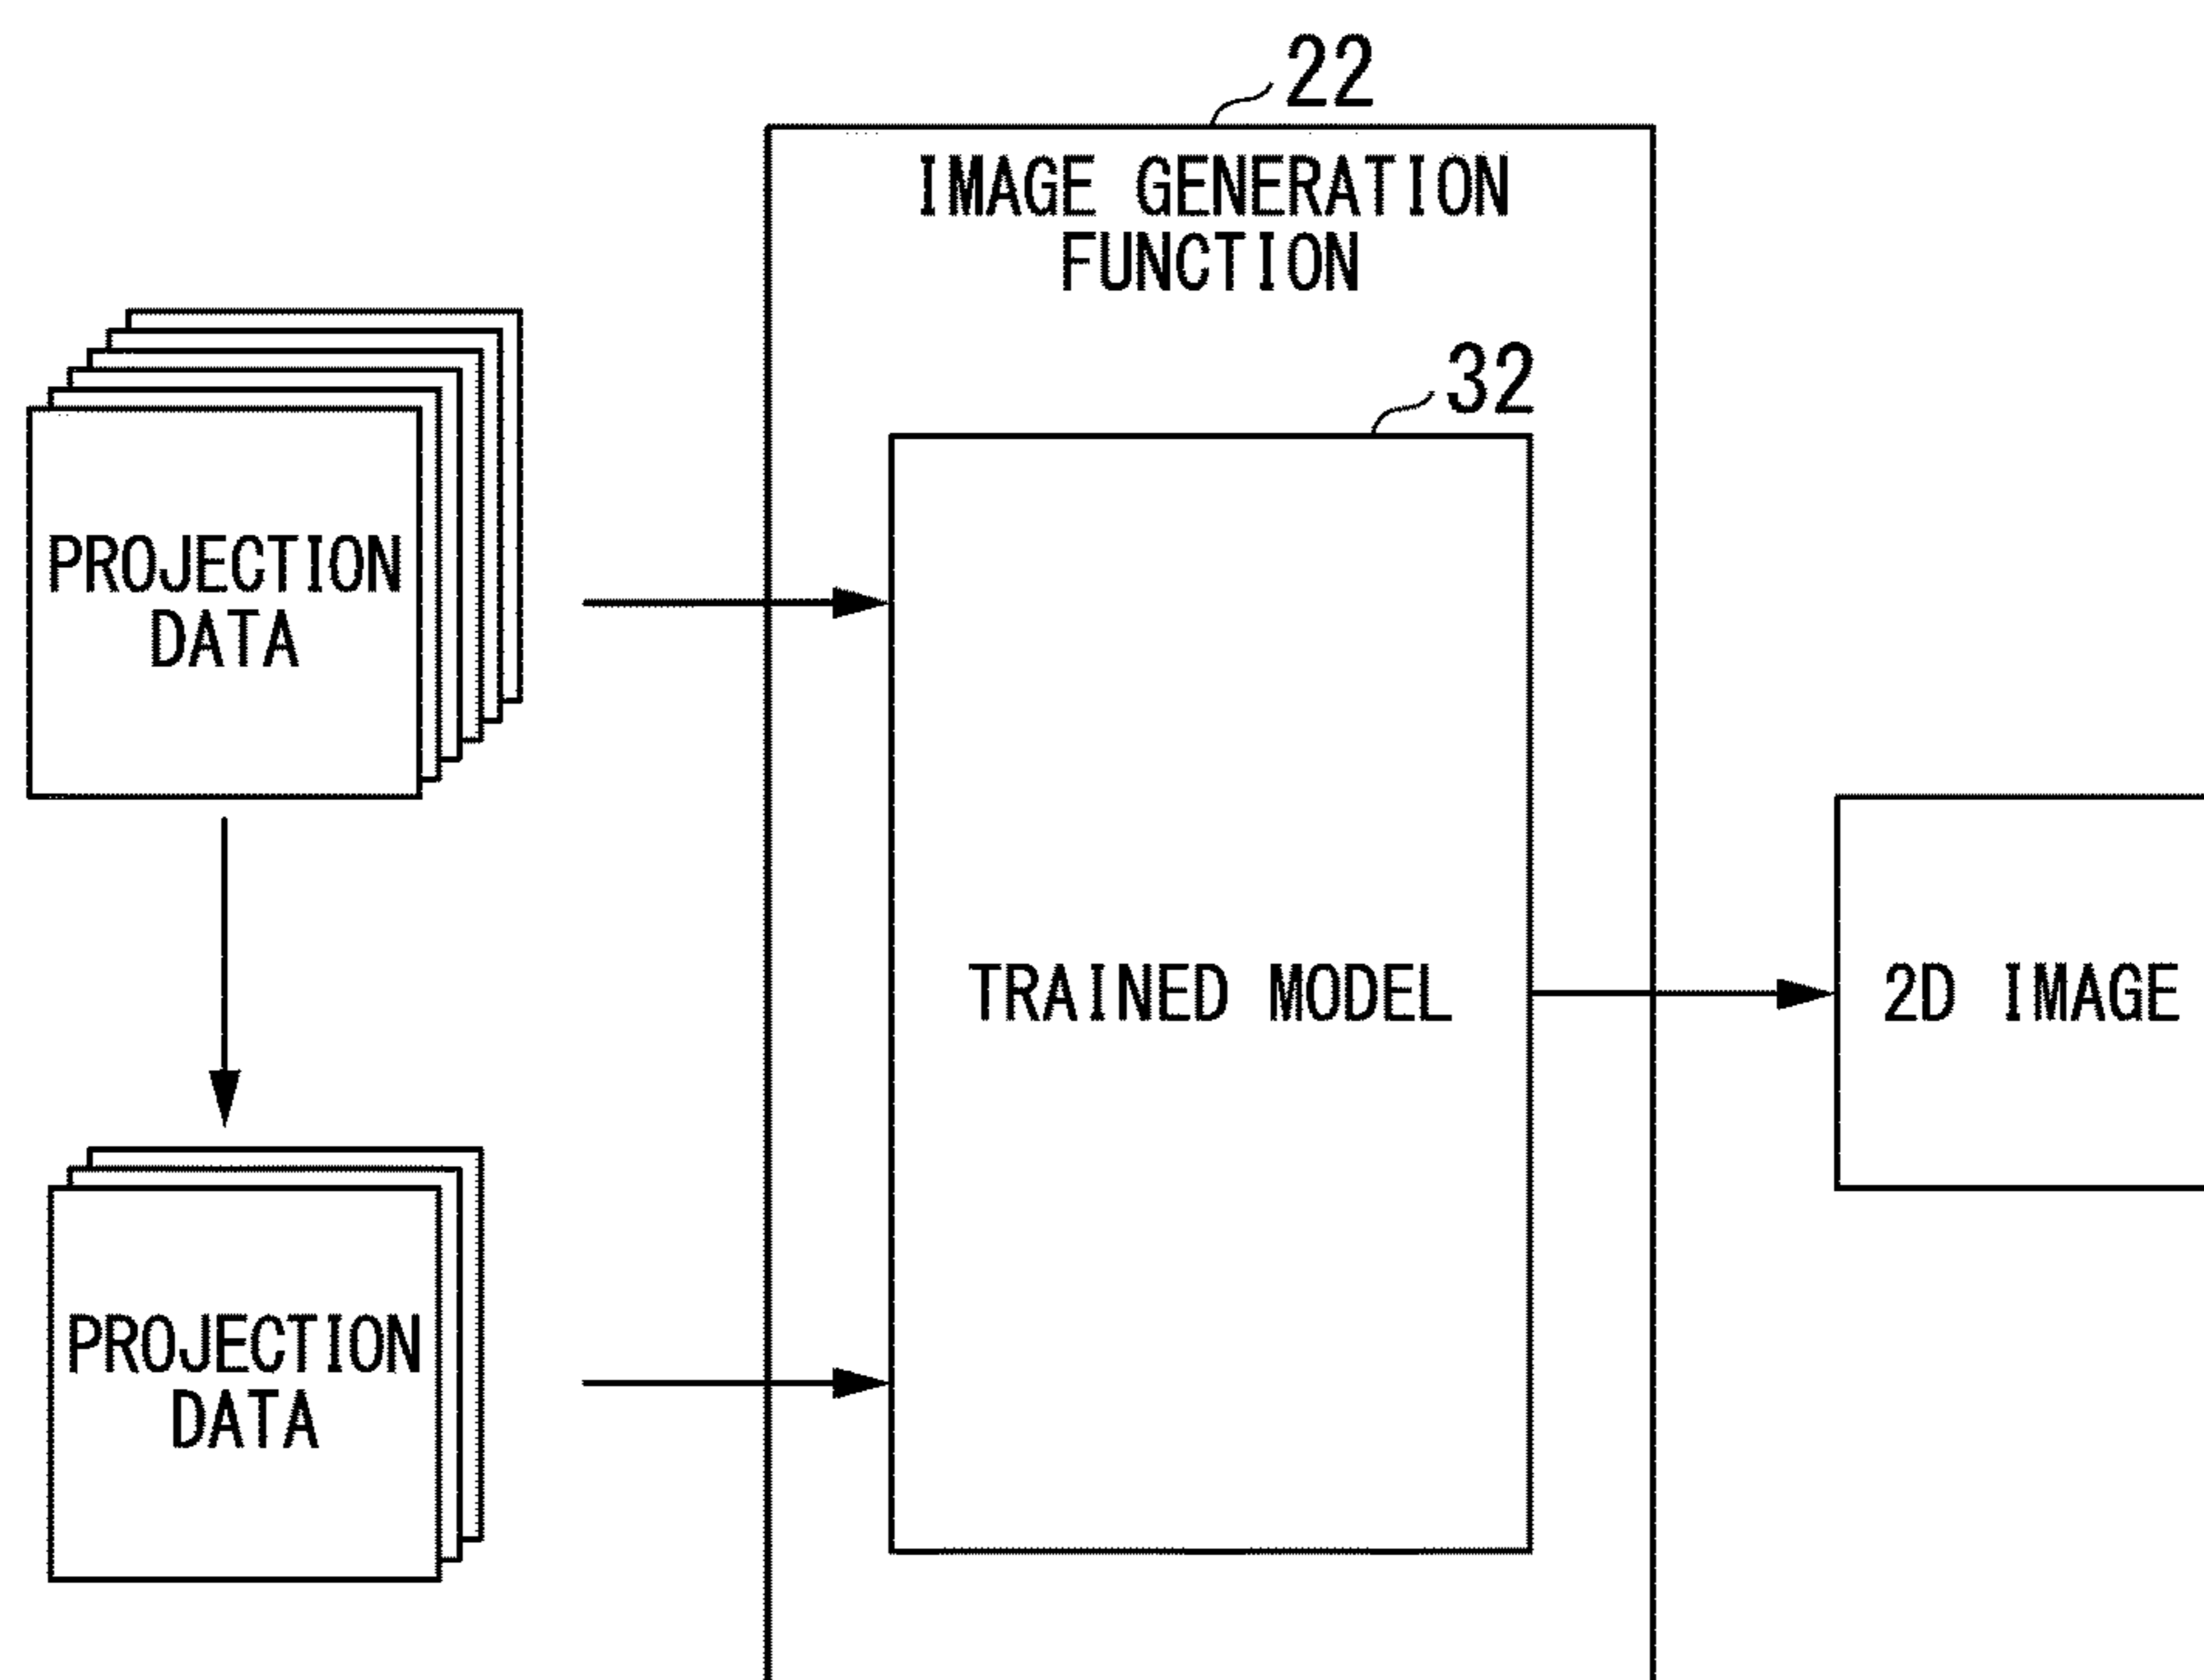 22
IMAGE GENERATION
FUNCTION
32
PROJECTION
DATA
TRAINED MODEL
2D IMAGE
PROJECTION
DATA